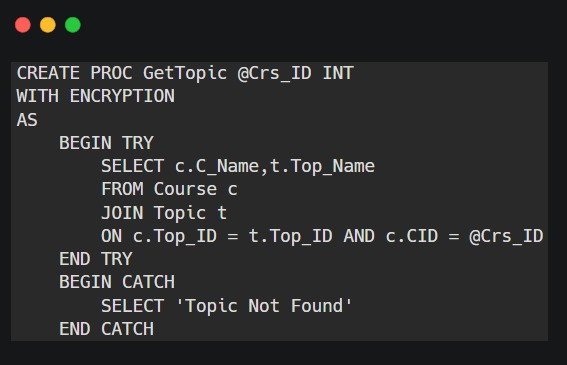 CREATE PROC GetTopic @Crs_ID INT
WITH ENCRYPTION
AS
    BEGIN TRY
        SELECT c.C_Name,t.Top_Name
        FROM Course c
        JOIN Topic t
        ON c.Top_ID = t.Top_ID AND c.CID = @Crs_ID
    END TRY
    BEGIN CATCH
        SELECT 'Topic Not Found'
    END CATCH